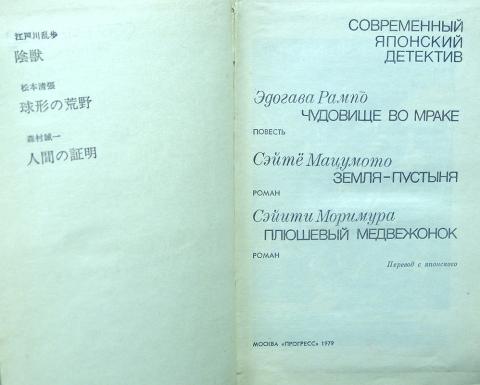 江戸川乱歩
陰獣
松本清張
球形の荒野
森村誠一
人間の証明
СОВРЕМЕННЫЙ
ЯПОНСКИЙ
ДЕТЕКТИВ
Эдогава Рампо
ЧУДОВИЩЕ ВО МРАКЕ
ПОВЕСТЬ
Сэйтё Мацумото
ЗЕМЛЯ-ПУСТЫНЯ
РОМАН
Сэйити Моримура
ПЛЮШЕВЫЙ МЕДВЕЖОНОК
РОМАН
Перевод с японского
МОСКВА «ПРОГРЕСС» 1979